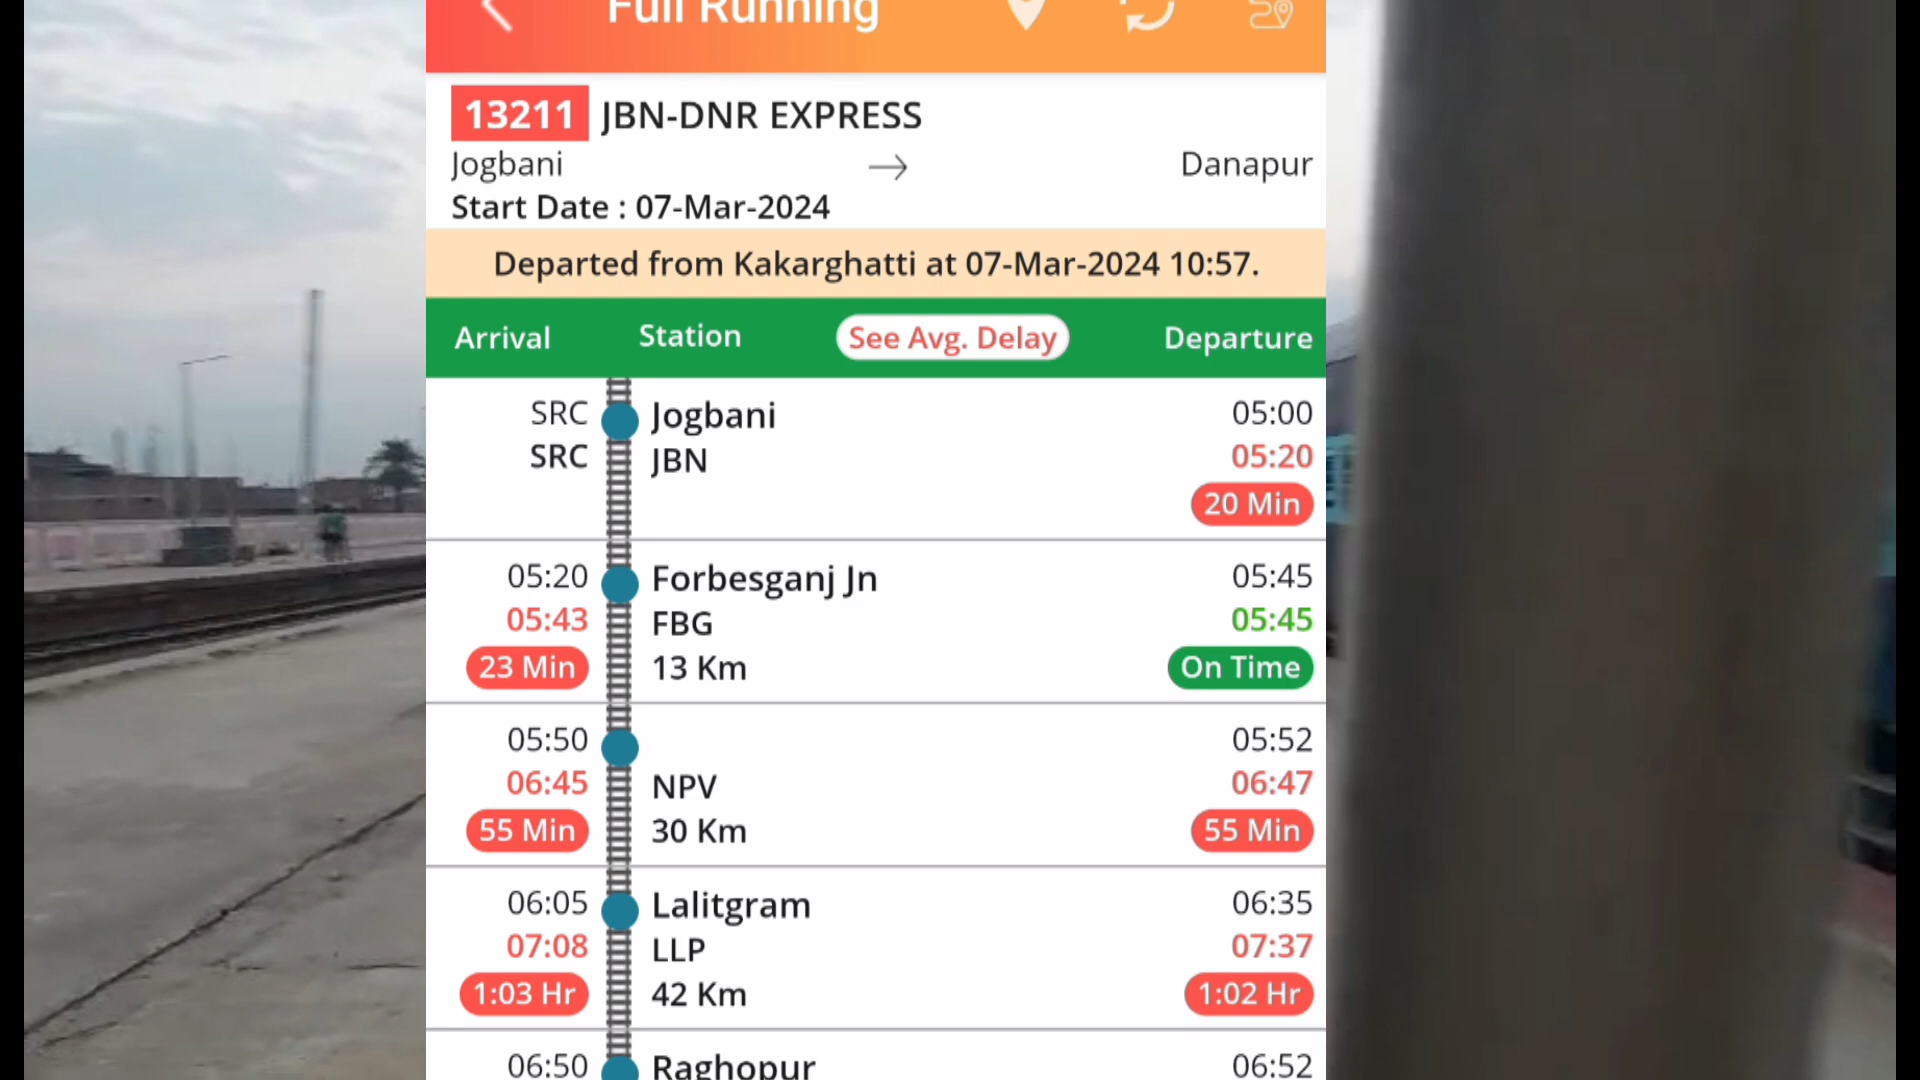 Full Running
13211 JBN-DNR EXPRESS
Jogbani → Danapur
Start Date : 07-Mar-2024
Departed from Kakarghatti at 07-Mar-2024 10:57.
Arrival Station See Avg. Delay Departure
SRC Jogbani 05:00
SRC JBN 05:20
20 Min
05:20 Forbesganj Jn 05:45
05:43 FBG 05:45
23 Min 13 Km On Time
05:50 05:52
06:45 NPV 06:47
55 Min 30 Km 55 Min
06:05 Lalitgram 06:35
07:08 LLP 07:37
1:03 Hr 42 Km 1:02 Hr
06:50 Raghopur 06:52